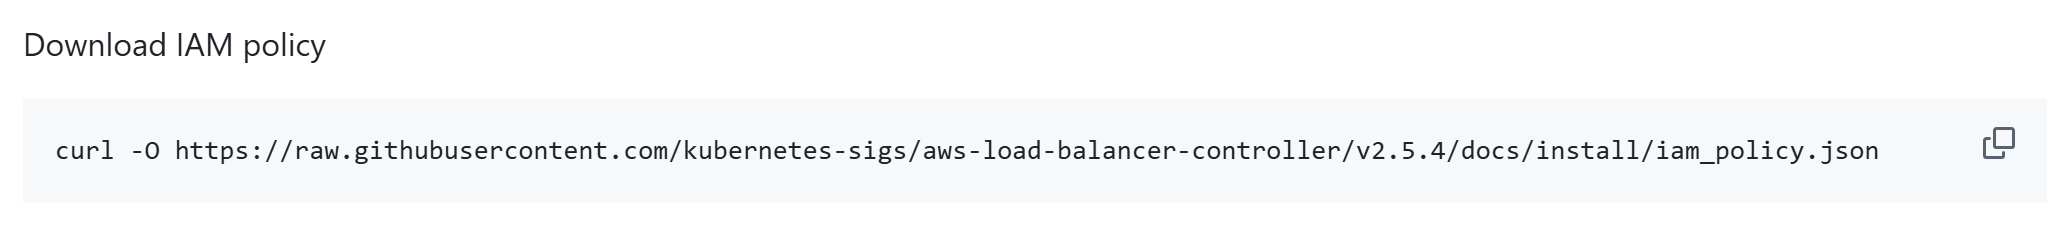 Download IAM policy
curl -O https://raw.githubusercontent.com/kubernetes-sigs/aws-load-balancer-controller/v2.5.4/docs/install/iam_policy.json